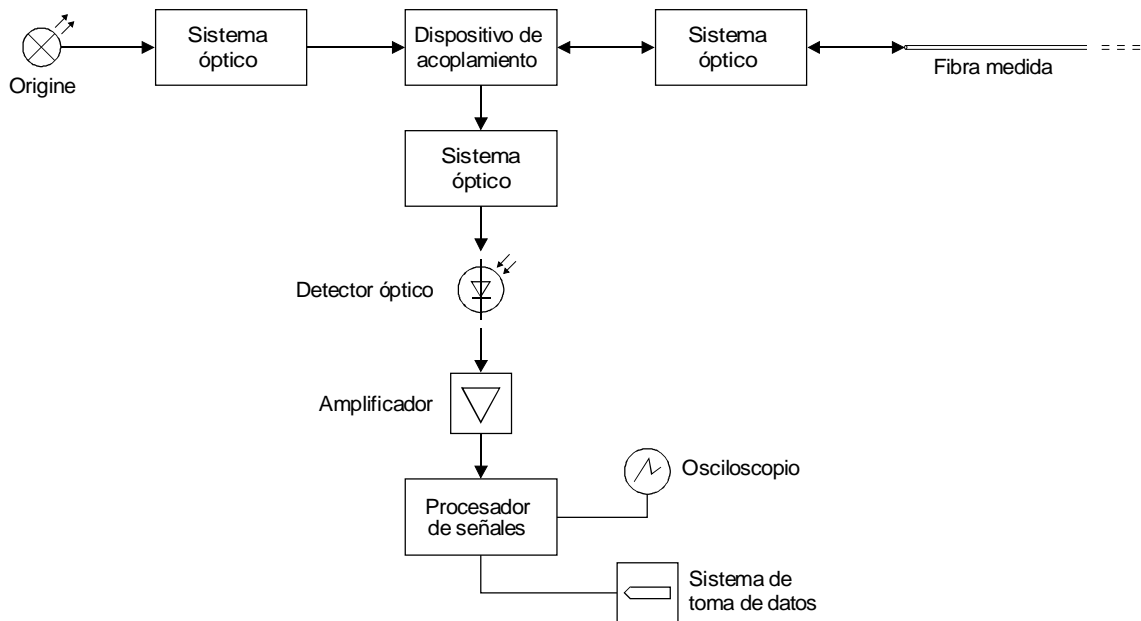 Sistema
óptico
Dispositivo de
acoplamiento
Sistema
óptico
Origine
Fibra medida
Sistema
óptico
Detector óptico
Amplificador
Osciloscopio
Procesador
de señales
Sistema de
toma de datos